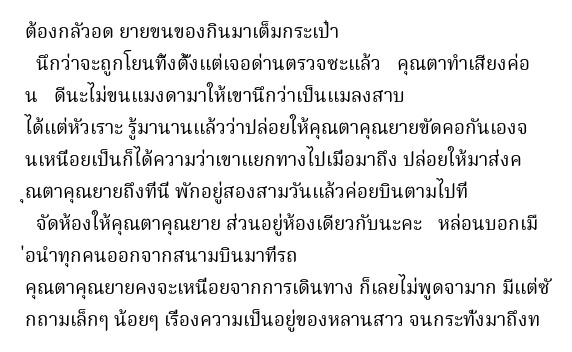 ต้องกลัวอด ยายขนของกินมาเต็มกระเป๋า
นึกว่าจะถูกโยนทิ้งตั้งแต่เจอด่านตรวจซะแล้ว คุณตาทำเสียงค่อ
น ดีนะไม่ขนแมงดามาให้เขานึกว่าเป็นแมลงสาบ
ได้แต่หัวเราะ รู้มานานแล้วว่าปล่อยให้คุณตาคุณยายขัดคอกันเองจ
นเหนื่อยเป็นก็ได้ความว่าเขาแยกทางไปเมื่อมาถึง ปล่อยให้มาส่งค
ุณตาคุณยายถึงที่นี่ พักอยู่สองสามวันแล้วค่อยบินตามไปที่
จัดห้องให้คุณตาคุณยาย ส่วนอยู่ห้องเดียวกับนะคะ หล่อนบอกเมื
่อนำทุกคนออกจากสนามบินมาที่รถ
คุณตาคุณยายคงจะเหนื่อยจากการเดินทาง ก็เลยไม่พูดจามาก มีแต่ซั
กถามเล็กๆ น้อยๆ เรื่องความเป็นอยู่ของหลานสาว จนกระทั่งมาถึงท